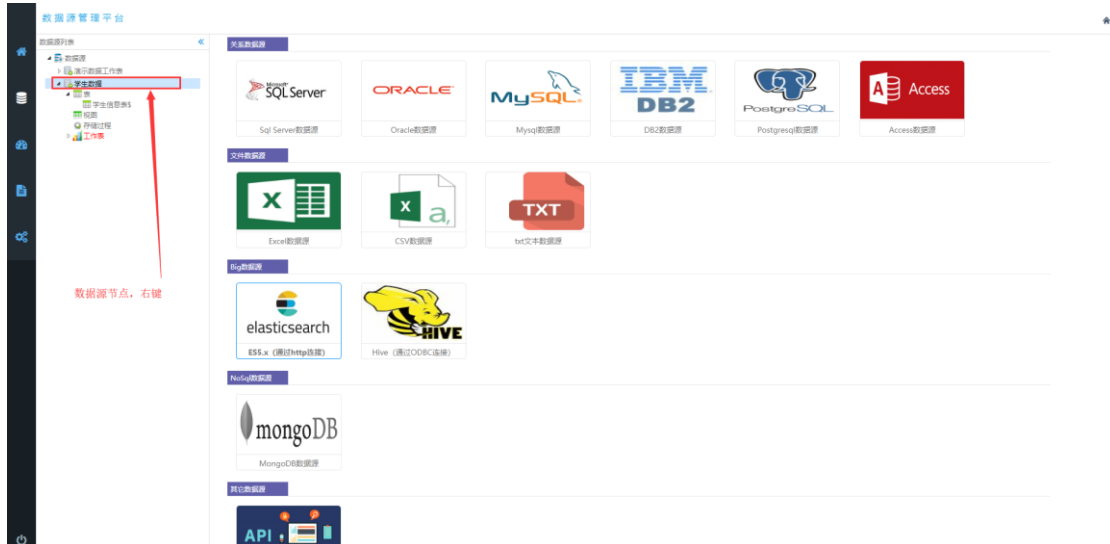 数据源管理平台
数据源列表
数据源
演示数据工作表
学生数据
表
学生信息表$
视图
存储过程
工作表
数据源节点，右键
关系数据源
Microsoft
SQL Server
ORACLE
MySQL
IBM
DB2
PostgreSQL
Access
Sql Server数据源
Oracle数据源
Mysql数据源
DB2数据源
Postgresql数据源
Access数据源
文件数据源
X
X
a,
TXT
Excel数据源
CSV数据源
txt文本数据源
Big数据源
elasticsearch
HIVE
ES5.x（通过http连接）
Hive（通过ODBC连接）
NoSql数据源
mongoDB
MongoDB数据源
其它数据源
API